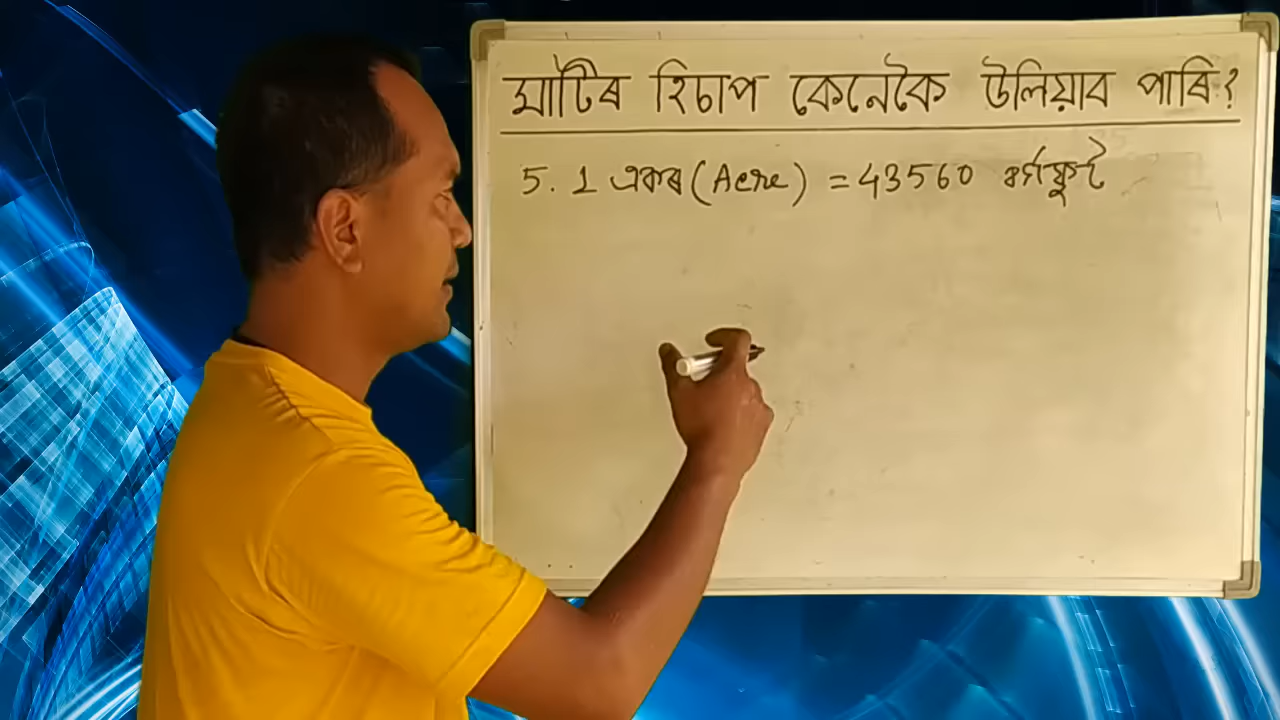 মাটিৰ হিচাপ কেনেকৈ উলিয়াব পাৰি?
5. 1 একৰ (Acre) = 43560 বৰ্গফুট